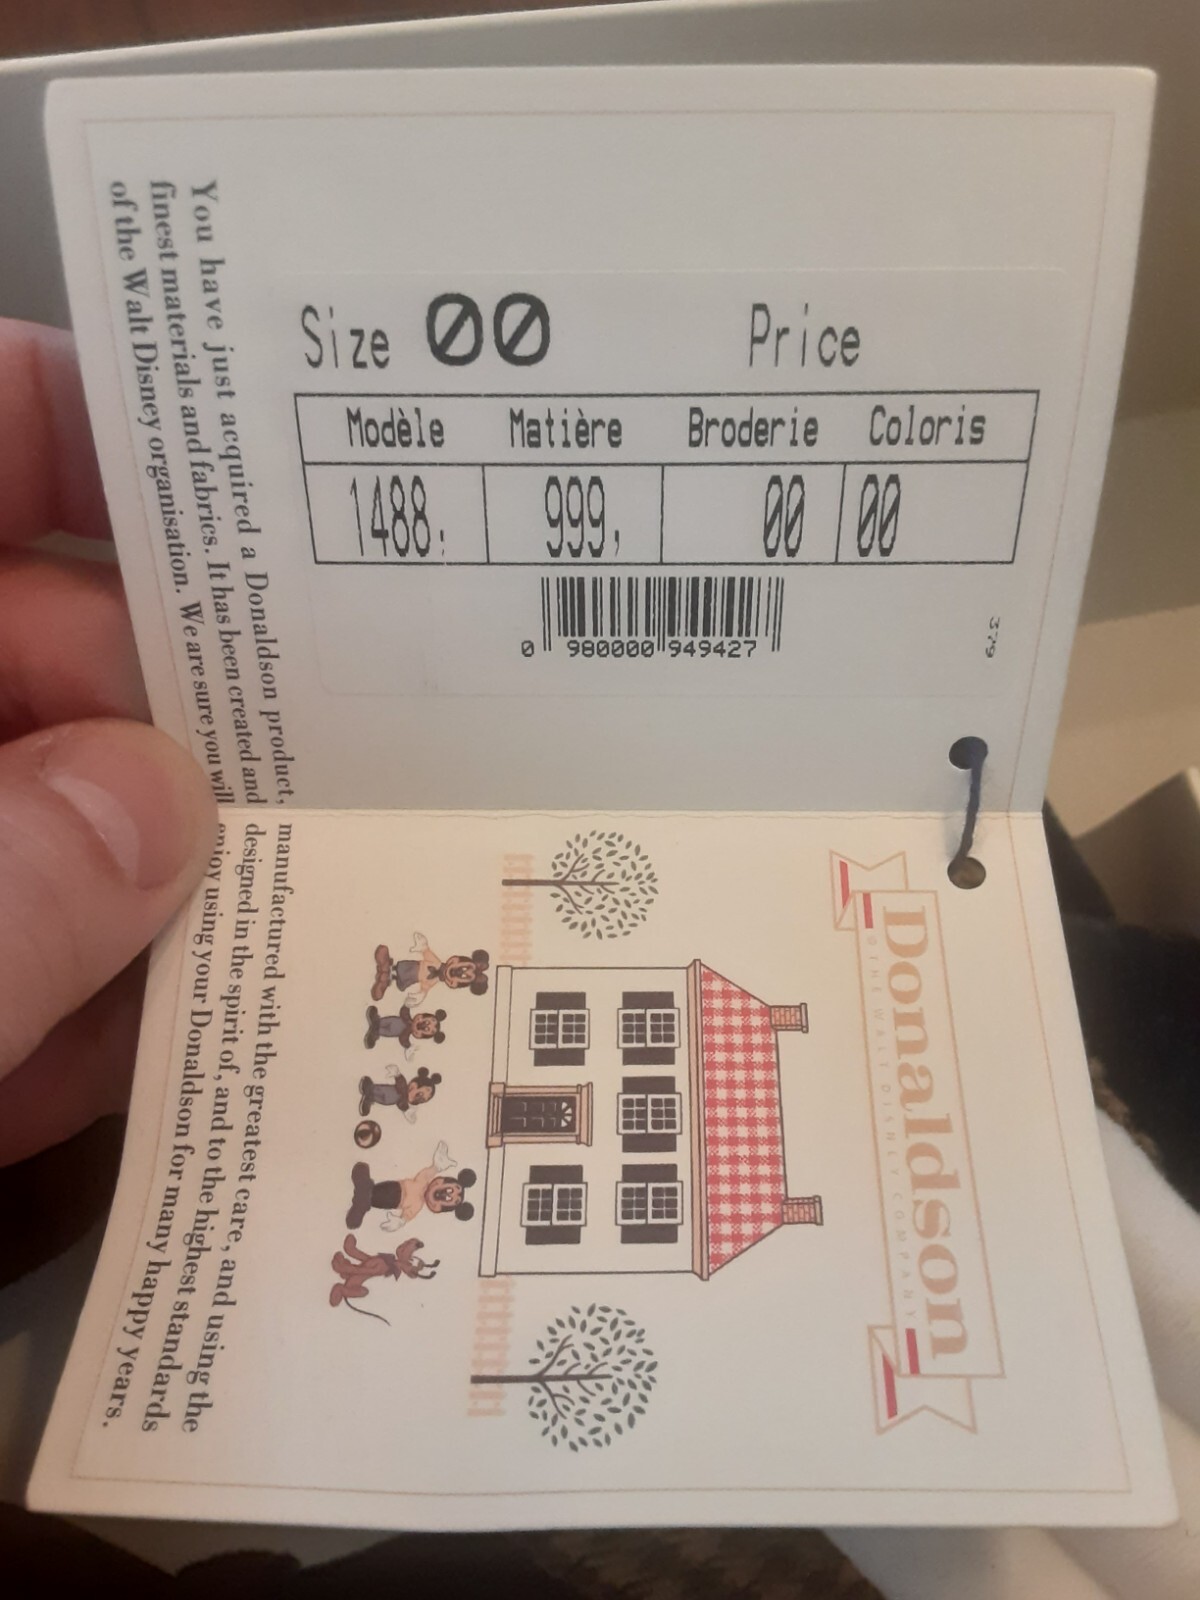 Size 00 Price
Modèle Matière Broderie Coloris
1488. 999, 00 00
0 980000 949427
379
Donaldson
©THE WALT DISNEY COMPANY
You have just acquired a Donaldson product, manufactured with the greatest care, and using the
finest materials and fabrics. It has been created and designed in the spirit of, and to the highest standards
of the Walt Disney organisation. We are sure you will enjoy using your Donaldson for many happy years.